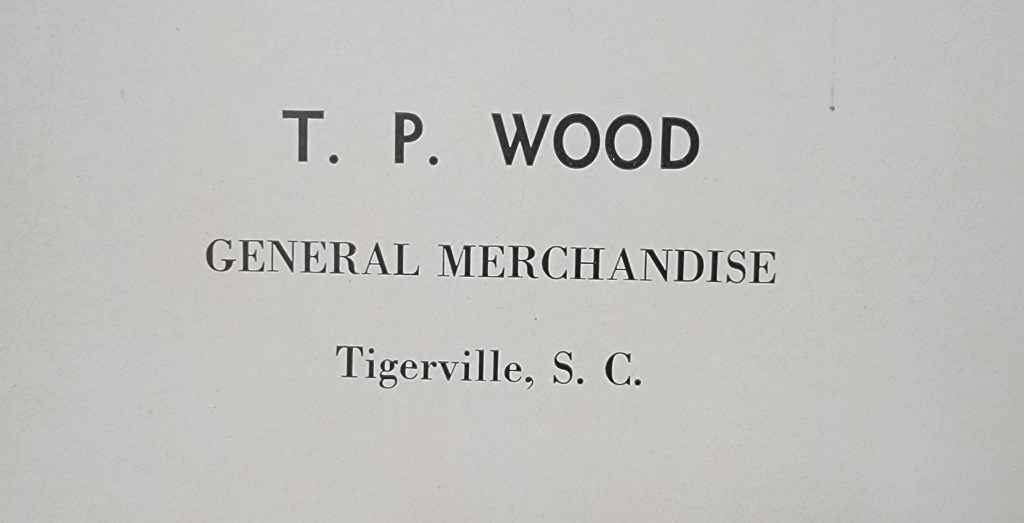 T. P. WOOD
GENERAL MERCHANDISE
Tigerville, S. C.